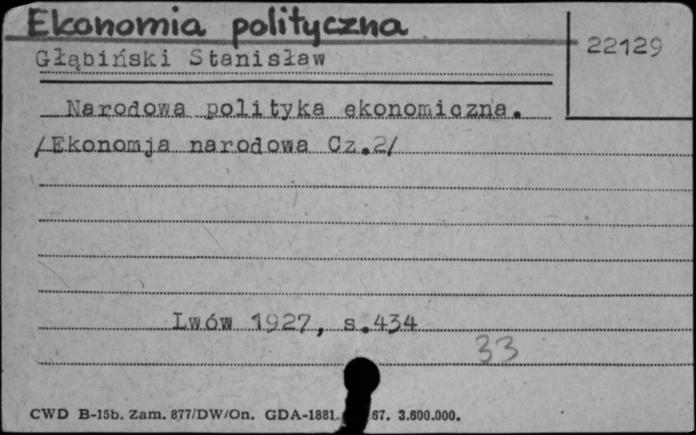 Ekonomia polityczna
22129
Głąbiński Stanisław
Narodowa polityka ekonomiczna.
/Ekonomja narodowa Cz.2/
Lwów 1927, s.434
33
CWD B-15b. Zam. 877/DW/On. GDA-1881. 67. 3.600.000.